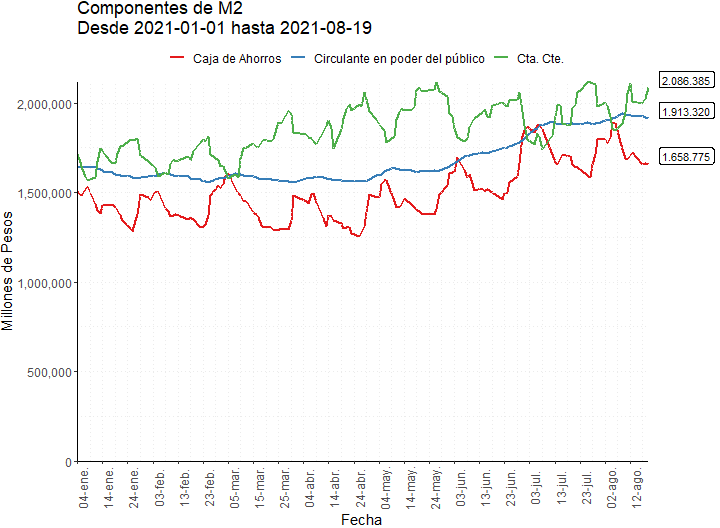 Componentes de M2
Desde 2021-01-01 hasta 2021-08-19
Caja de Ahorros Circulante en poder del público Cta. Cte.
2.086.385
1.913.320
1.658.775
2,000,000
1,500,000
1,000,000
500,000
0
Millones de Pesos
04-ene. 14-ene. 24-ene. 03-feb. 13-feb. 23-feb. 05-mar. 15-mar. 25-mar. 04-abr. 14-abr. 24-abr. 04-may. 14-may. 24-may. 03-jun. 13-jun. 23-jun. 03-jul. 13-jul. 23-jul. 02-ago. 12-ago.
Fecha